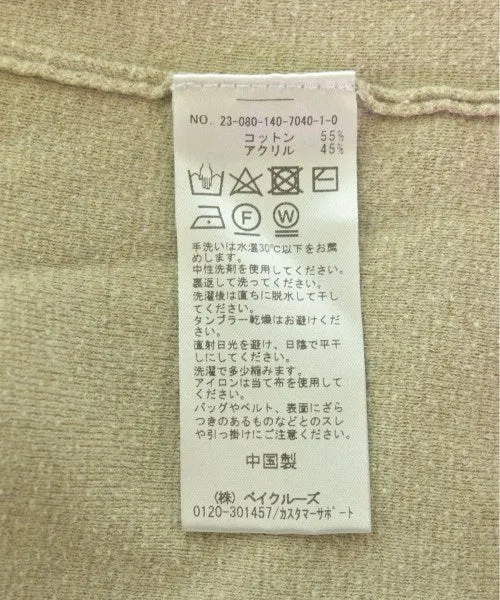 NO. 23-080-140-7040-1-0
コットン 55%
アクリル 45%
F W
手洗いは水温30℃以下をお薦
めします。
中性洗剤を使用してください。
裏返して洗ってください。
洗濯後は直ちに脱水して干し
てください。
タンブラー乾燥はお避けくだ
さい。
直射日光を避け、日陰で平干
しにしてください。
洗濯で多少縮みます。
アイロンは当て布を使用して
ください。
バッグやベルト、表面にざら
つきのあるものなどとのスレ
や引っ掛けにご注意ください。
中国製
(株) ベイクルーズ
0120-301457/カスタマーサポート